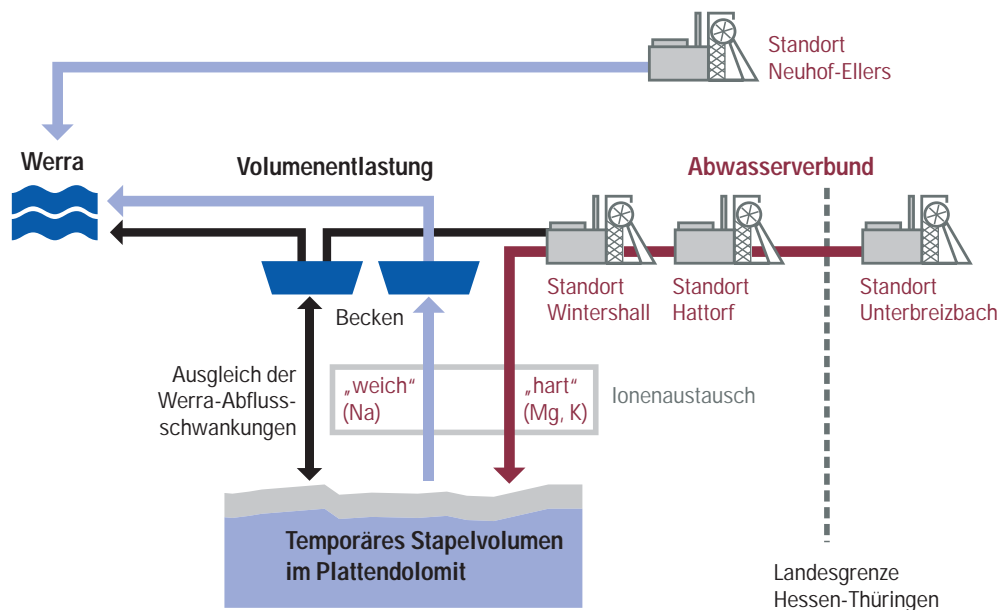 Standort
Neuhof-Ellers
Werra
Volumenentlastung
Abwasserverbund
Standort
Wintershall
Standort
Hattorf
Standort
Unterbreizbach
Becken
Ausgleich der
Werra-Abfluss-
schwankungen
„weich“
(Na)
„hart“
(Mg, K)
Ionenaustausch
Temporäres Stapelvolumen
im Plattendolomit
Landesgrenze
Hessen-Thüringen